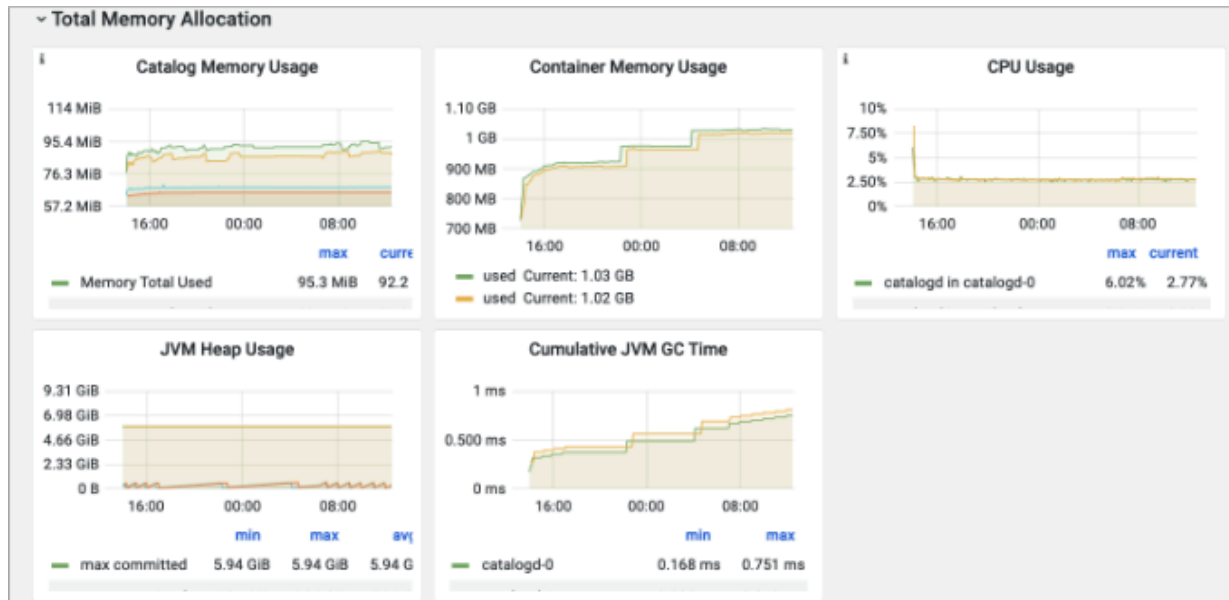 Total Memory Allocation
i
Catalog Memory Usage
114 MiB
95.4 MiB
76.3 MiB
57.2 MiB
16:00 00:00 08:00
max curre
Memory Total Used 95.3 MiB 92.2
Container Memory Usage
1.10 GB
1 GB
900 MB
800 MB
700 MB
16:00 00:00 08:00
used Current: 1.03 GB
used Current: 1.02 GB
i
CPU Usage
10%
7.50%
5%
2.50%
0%
16:00 00:00 08:00
max current
catalogd in catalogd-0 6.02% 2.77%
JVM Heap Usage
9.31 GiB
6.98 GiB
4.66 GiB
2.33 GiB
0 B
16:00 00:00 08:00
min max avg
max committed 5.94 GiB 5.94 GiB 5.94 G
Cumulative JVM GC Time
1 ms
0.500 ms
0 ms
16:00 00:00 08:00
min max
catalogd-0 0.168 ms 0.751 ms